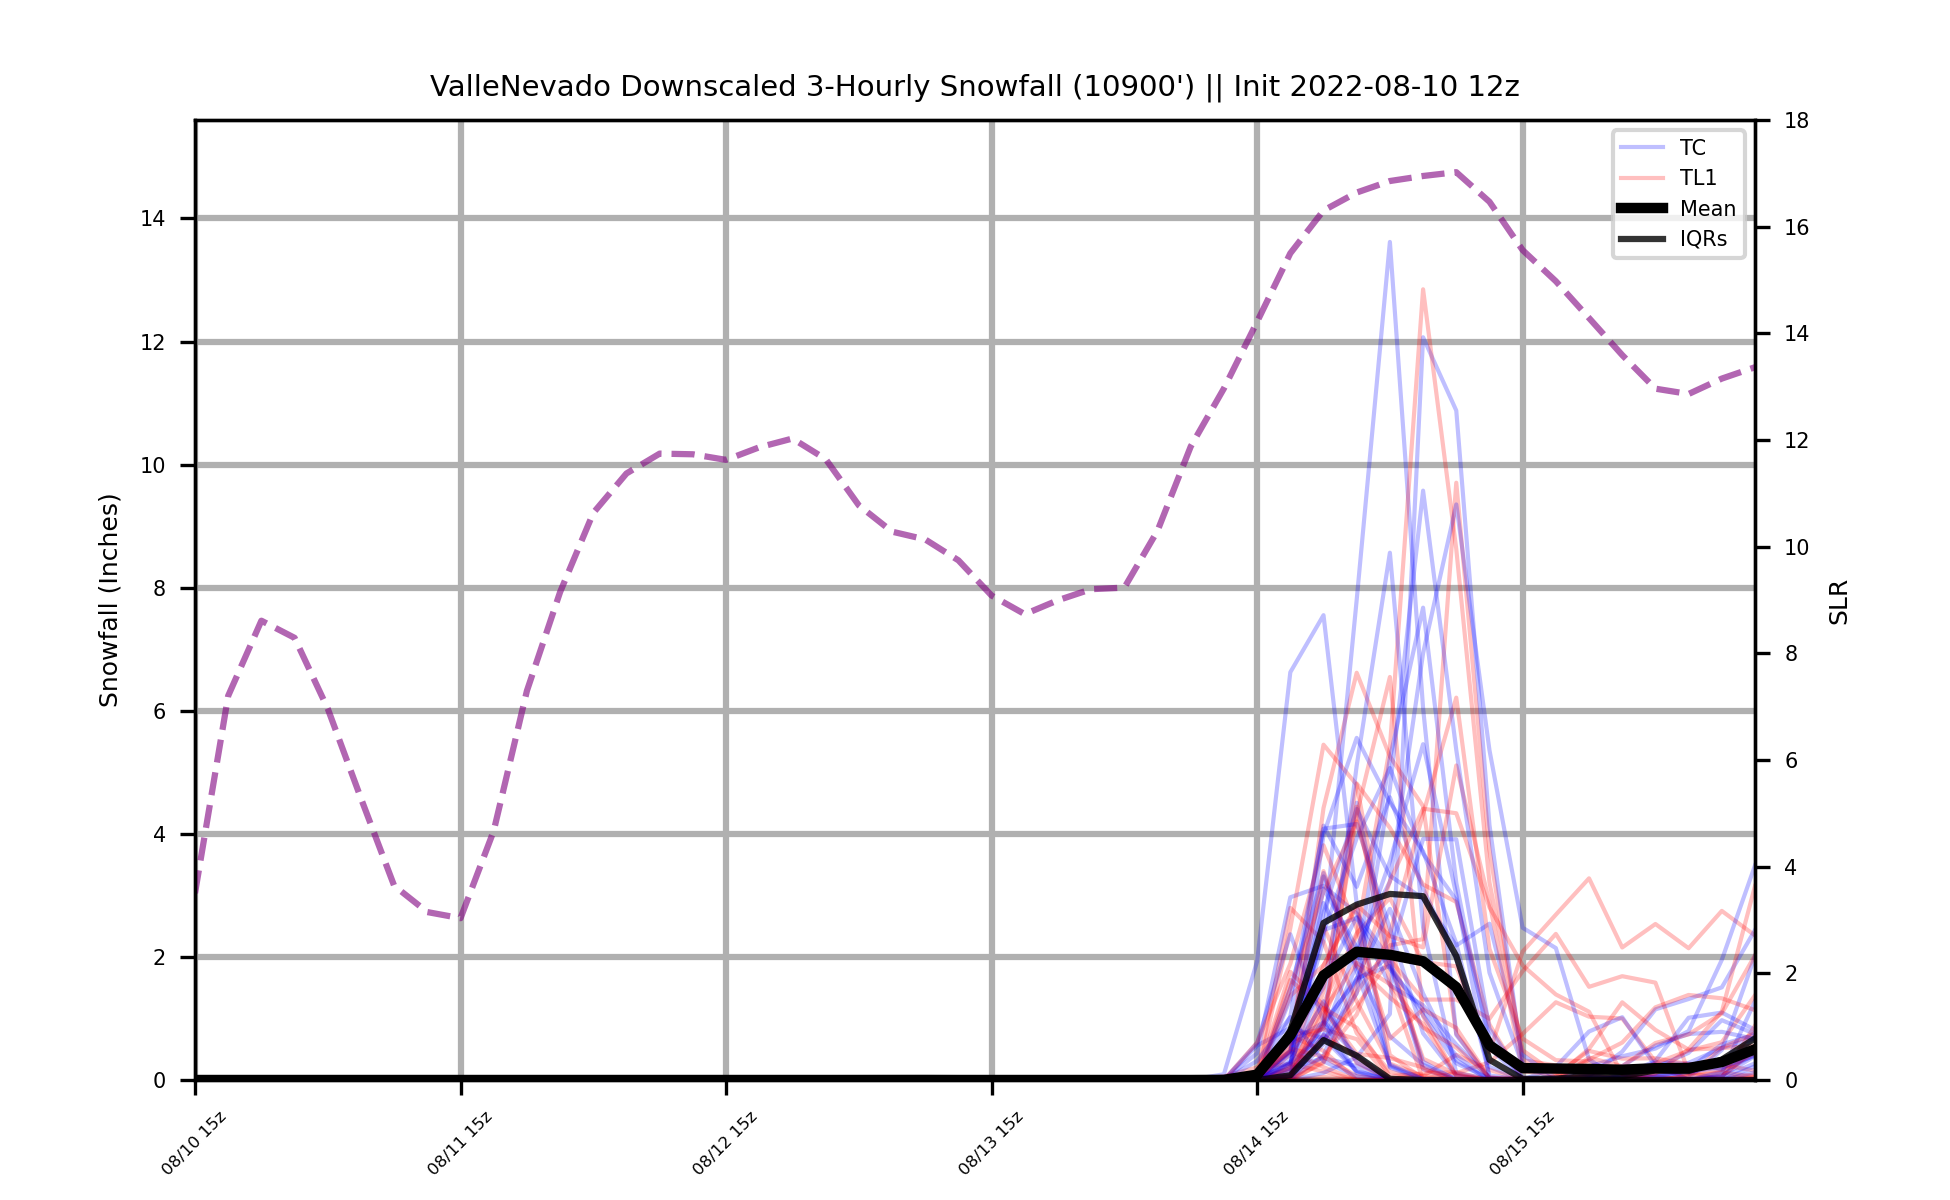 ValleNevado Downscaled 3-Hourly Snowfall (10900') || Init 2022-08-10 12z
TC
TL1
Mean
IQRs
Snowfall (Inches)
14
12
10
8
6
4
2
0
SLR
18
16
14
12
10
8
6
4
2
0
08/10 15z
08/11 15z
08/12 15z
08/13 15z
08/14 15z
08/15 15z